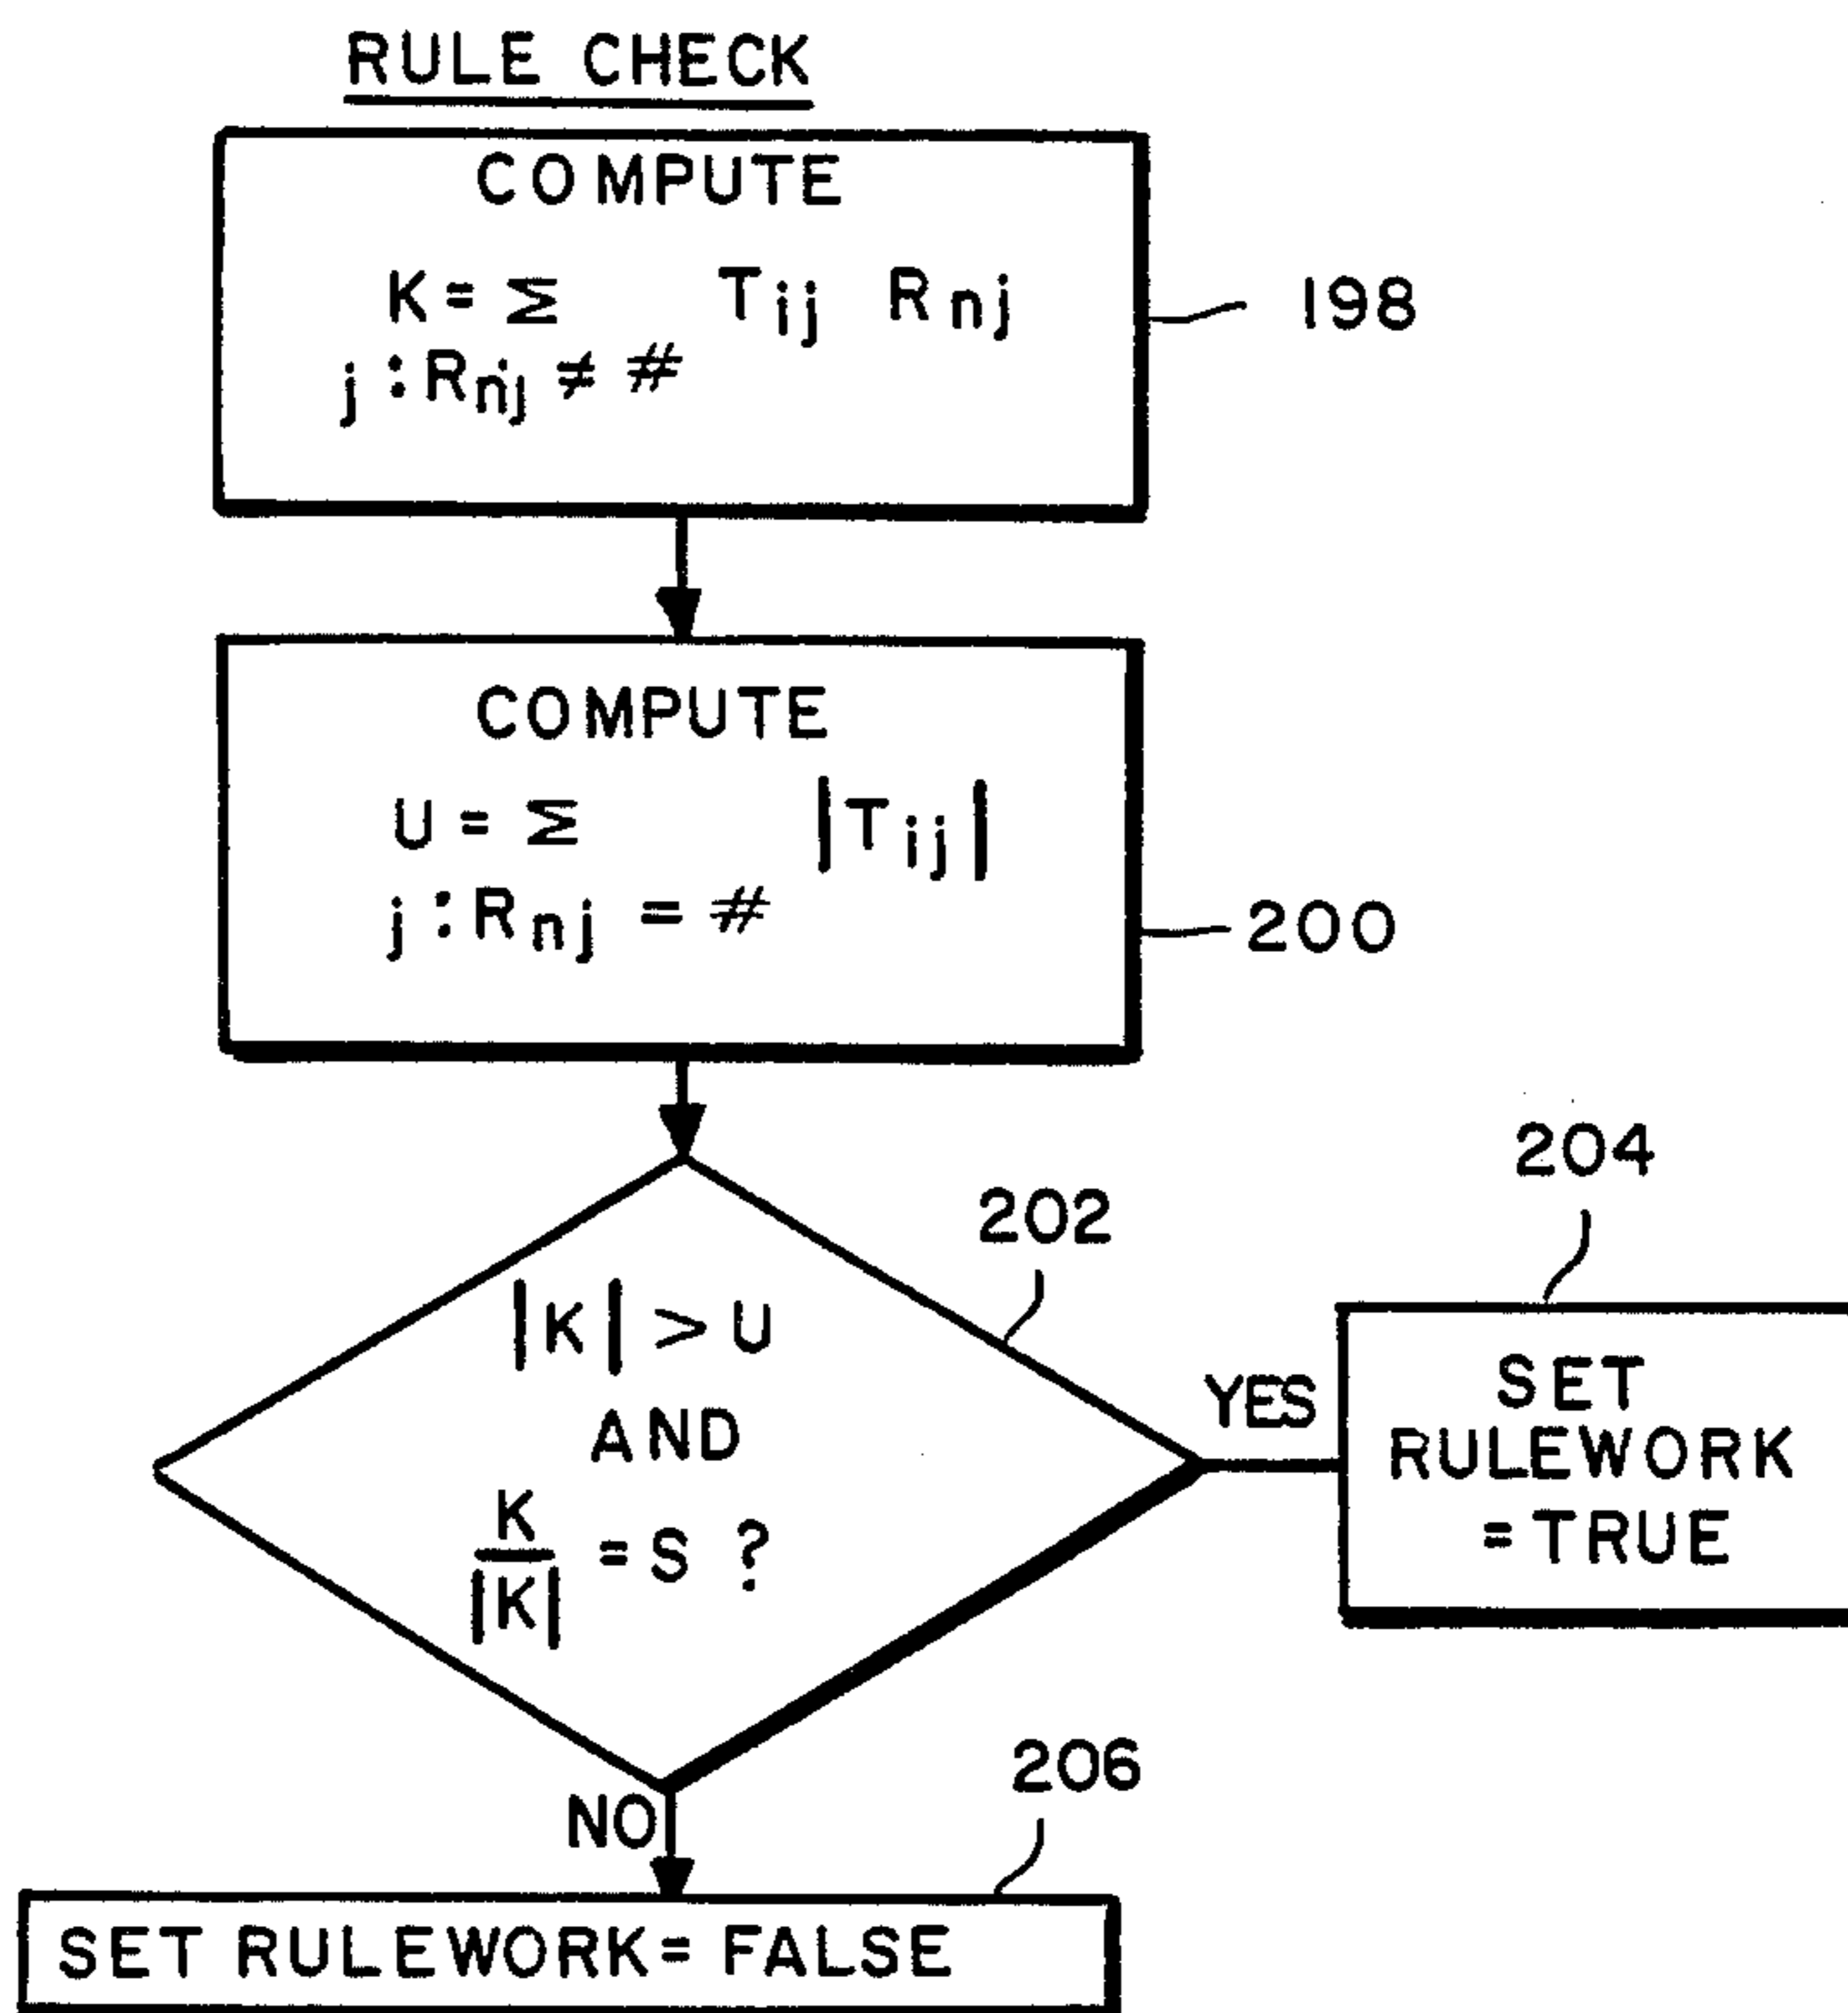 RULE CHECK
COMPUTE
K = Σ Tij Rnj
j : Rnj ≠ #
198
COMPUTE
U = Σ |Tij|
j : Rnj = #
200
202
204
|K| > U
AND
K
|K|
= S ?
YES
SET
RULEWORK
= TRUE
NO
206
SET RULEWORK = FALSE